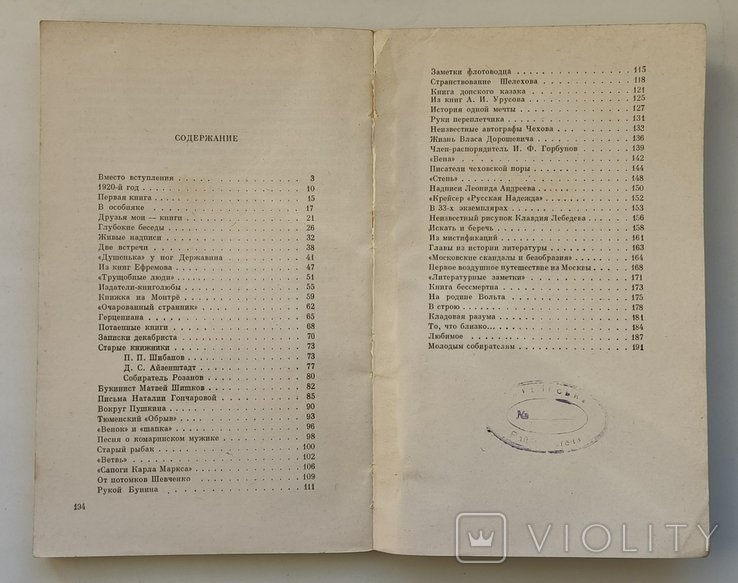 СОДЕРЖАНИЕ
Вместо вступления 3
1920-й год 10
Первая книга 15
В особняке 17
Друзья мои — книги 21
Глубокие беседы 26
Живые надписи 32
Две встречи 38
«Душенька» у ног Державина 41
Из книг Ефремова 47
«Трущобные люди» 51
Издатели-книголюбы 55
Книжка из Монтрё 59
«Очарованный странник» 62
Герцениана 65
Потаенные книги 68
Записки декабриста 70
Старые книжники 73
П. П. Шибанов 73
Д. С. Айзенштадт 77
Собиратель Розанов 80
Букинист Матвей Шишков 82
Письма Наталии Гончаровой 85
Вокруг Пушкина 90
Тюменский «Обрыв» 93
«Венок» и «шапка» 96
Песня о комаринском мужике 98
Старый рыбак 100
«Ветвь» 102
«Сапоги Карла Маркса» 106
От потомков Шевченко 109
Рукой Бунина 111
194
Заметки флотоводца 115
Странствование Шелехова 118
Книга донского казака 121
Из книг А. И. Урусова 125
История одной мечты 127
Руки переплетчика 131
Неизвестные автографы Чехова 133
Жизнь Власа Дорошевича 136
Член-распорядитель И. Ф. Горбунов 139
«Вена» 142
Писатели чеховской поры 144
«Степь» 148
Надписи Леонида Андреева 150
«Крейсер «Русская Надежда» 152
В 33-х экземплярах 153
Неизвестный рисунок Клавдия Лебедева 156
Искать и беречь 158
Из мистификаций 161
Главы из истории литературы 163
«Московские скандалы и безобразия» 164
Первое воздушное путешествие из Москвы 168
«Литературные заметки» 171
Книга бессмертна 173
На родине Вольта 175
В строю 178
Кладовая разума 181
То, что близко... 184
Любимое 187
Молодым собирателям 191
№
VIOLITY